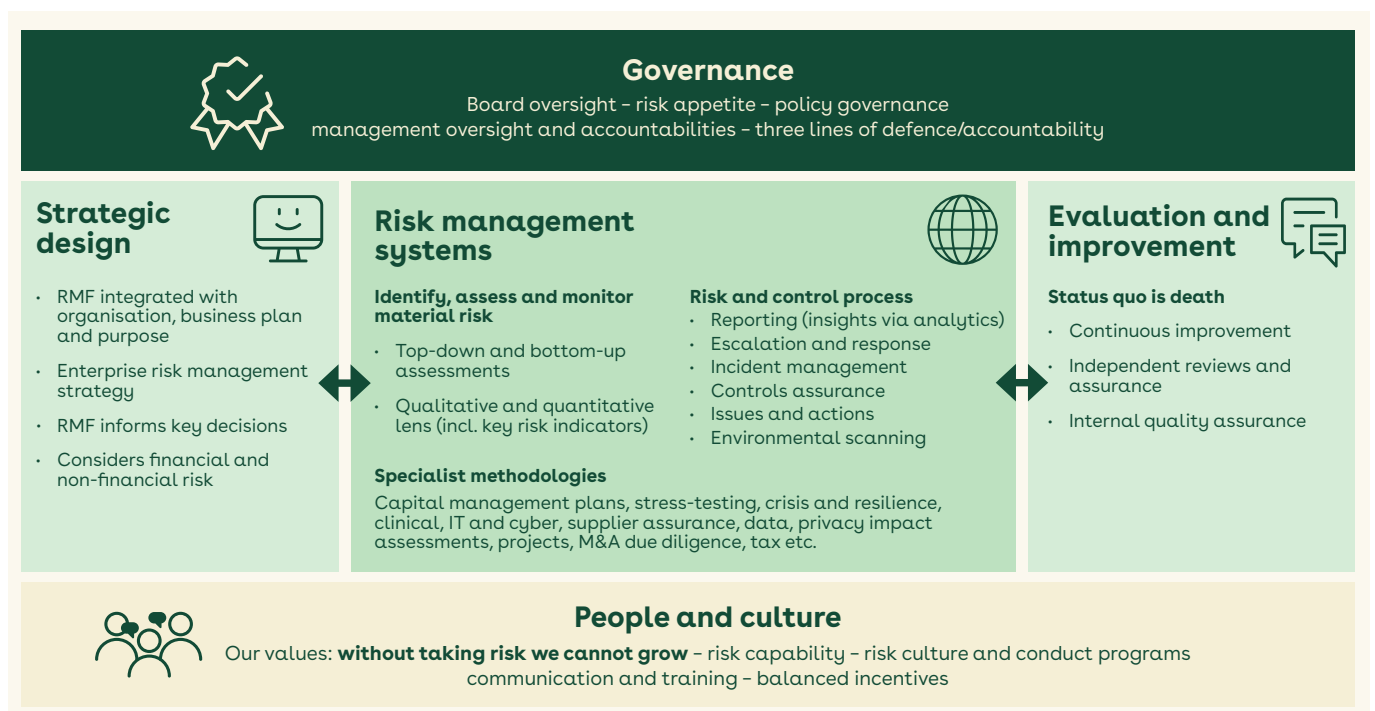 Governance
Board oversight – risk appetite – policy governance
management oversight and accountabilities – three lines of defence/accountability
Strategic
design
• RMF integrated with
organisation, business plan
and purpose
• Enterprise risk management
strategy
• RMF informs key decisions
• Considers financial and
non-financial risk
Risk management
systems
Identify, assess and monitor
material risk
• Top-down and bottom-up
assessments
• Qualitative and quantitative
lens (incl. key risk indicators)
Risk and control process
• Reporting (insights via analytics)
• Escalation and response
• Incident management
• Controls assurance
• Issues and actions
• Environmental scanning
Specialist methodologies
Capital management plans, stress-testing, crisis and resilience,
clinical, IT and cyber, supplier assurance, data, privacy impact
assessments, projects, M&A due diligence, tax etc.
Evaluation and
improvement
Status quo is death
• Continuous improvement
• Independent reviews and
assurance
• Internal quality assurance
People and culture
Our values: without taking risk we cannot grow – risk capability – risk culture and conduct programs
communication and training – balanced incentives